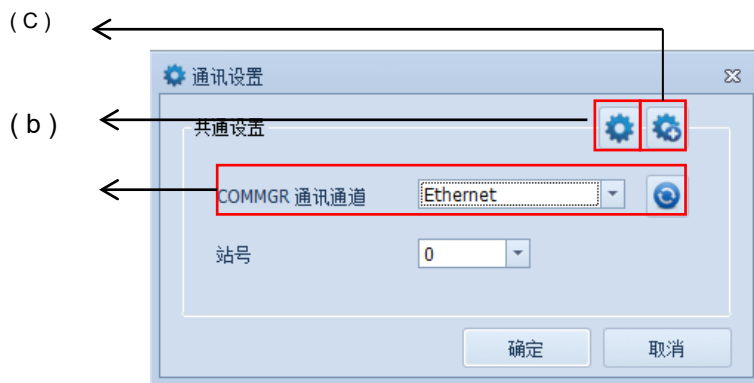 (C)
通讯设置
(b)
共通设置
COMMGR 通讯通道 Ethernet
站号 0
确定 取消